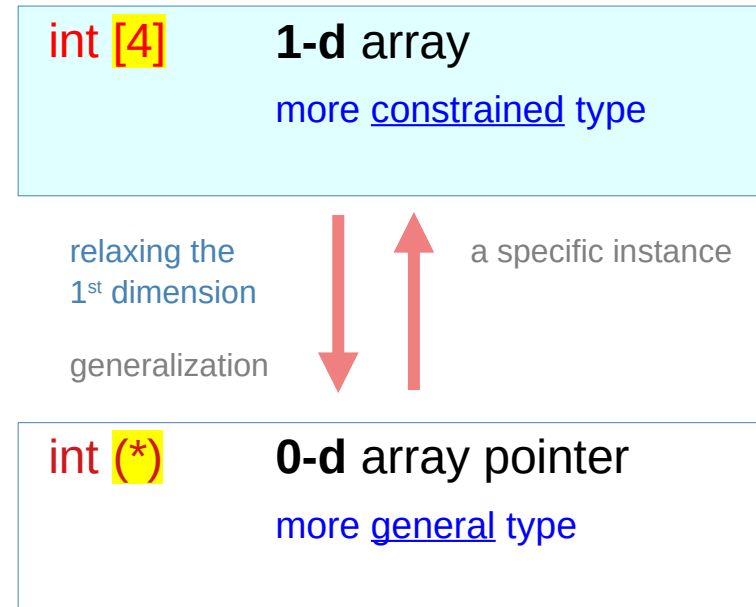 int [4] 1-d array
more constrained type
relaxing the a specific instance
1st dimension
generalization
int (*) 0-d array pointer
more general type